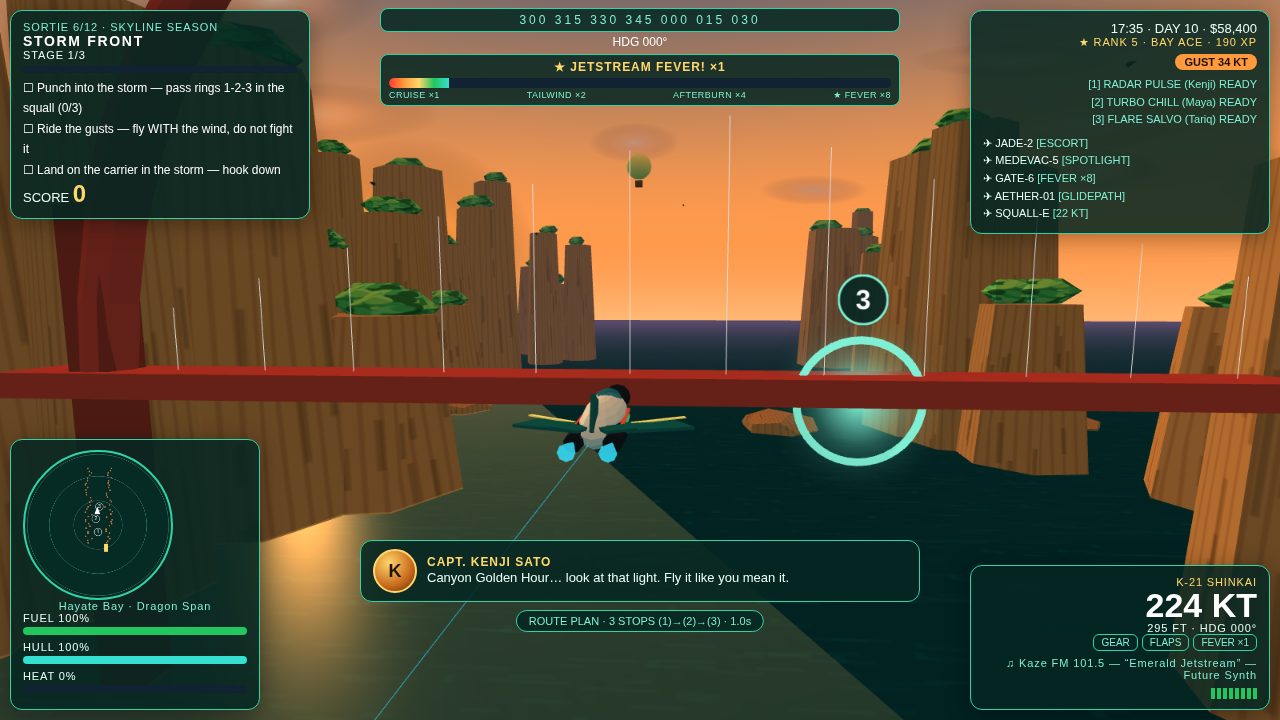 SORTIE 6/12 · SKYLINE SEASON
STORM FRONT
STAGE 1/3
☐ Punch into the storm — pass rings 1-2-3 in the
squall (0/3)
☐ Ride the gusts — fly WITH the wind, do not fight
it
☐ Land on the carrier in the storm — hook down
SCORE 0
300 315 330 345 000 015 030
HDG 000°
★ JETSTREAM FEVER! ×1
CRUISE ×1 TAILWIND ×2 AFTERBURN ×4 ★ FEVER ×8
17:35 · DAY 10 · $58,400
★ RANK 5 · BAY ACE · 190 XP
GUST 34 KT
[1] RADAR PULSE (Kenji) READY
[2] TURBO CHILL (Maya) READY
[3] FLARE SALVO (Tariq) READY
✈ JADE-2 [ESCORT]
✈ MEDEVAC-5 [SPOTLIGHT]
✈ GATE-6 [FEVER ×8]
✈ AETHER-01 [GLIDEPATH]
✈ SQUALL-E [22 KT]
3
Hayate Bay · Dragon Span
FUEL 100%
HULL 100%
HEAT 0%
K
CAPT. KENJI SATO
Canyon Golden Hour… look at that light. Fly it like you mean it.
ROUTE PLAN · 3 STOPS (1)→(2)→(3) · 1.0s
K-21 SHINKAI
224 KT
295 FT · HDG 000°
GEAR FLAPS FEVER ×1
♫ Kaze FM 101.5 — “Emerald Jetstream” —
Future Synth